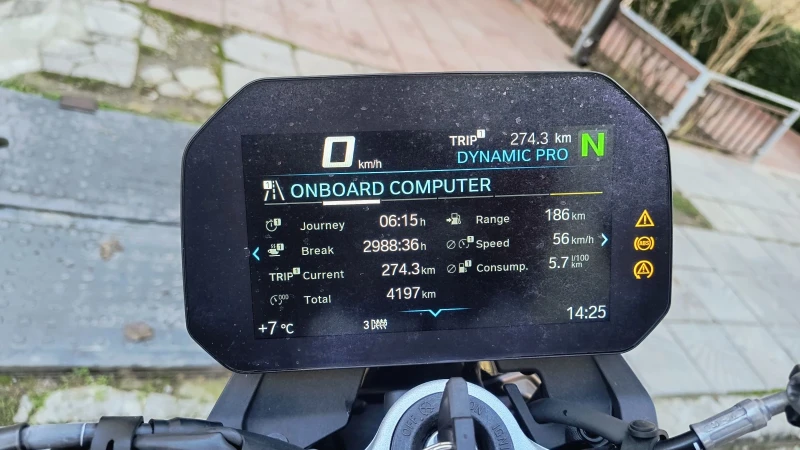 0 km/h
TRIP 1 274.3 km
DYNAMIC PRO N
ONBOARD COMPUTER
Journey 06:15 h
Break 2988:36 h
TRIP 1 Current 274.3 km
Total 4197 km
Range 186 km
Speed 56 km/h
Consump. 5.7 l/100 km
+7 °C
3
14:25
ABS